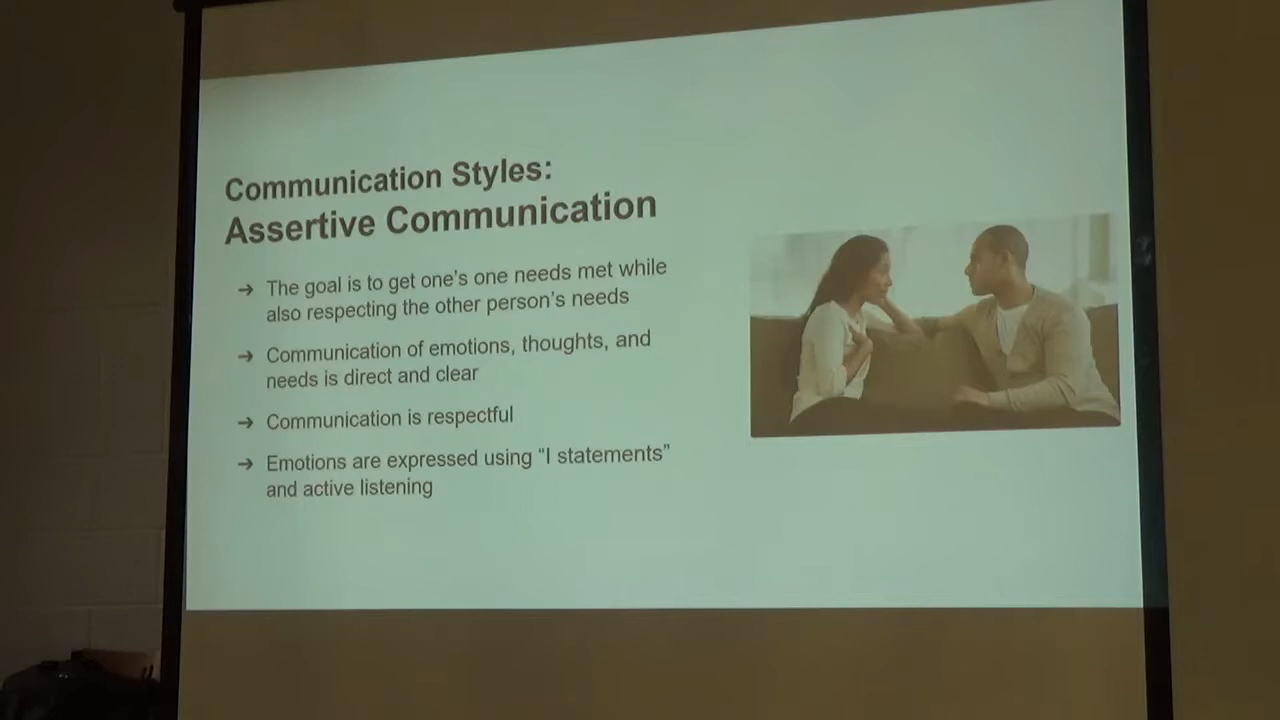 Communication Styles:
Assertive Communication
➔ The goal is to get one's one needs met while
also respecting the other person's needs
➔ Communication of emotions, thoughts, and
needs is direct and clear
➔ Communication is respectful
➔ Emotions are expressed using “I statements”
and active listening